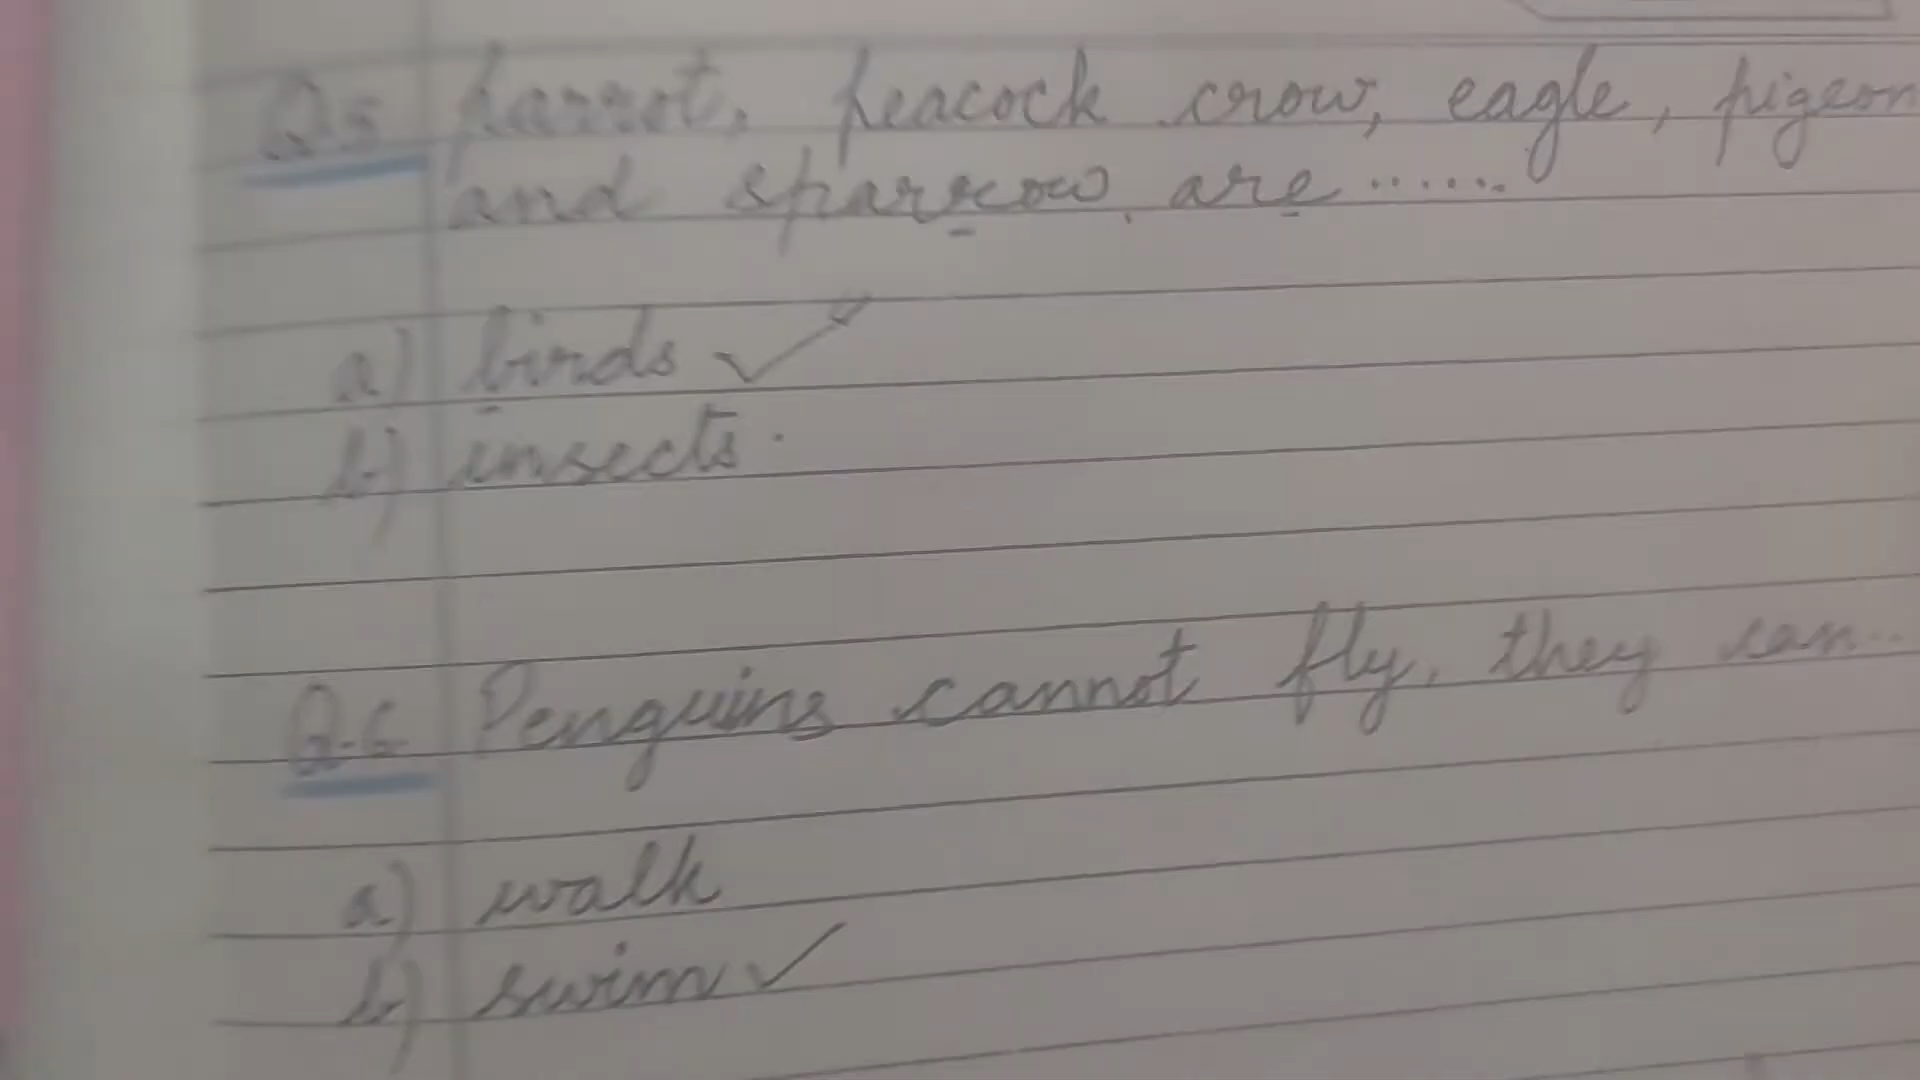 Q5 parrot, peacock crow, eagle, pigeon
and sparrow, are ......
a) birds ✓
b) insects.
Q.6 Penguins cannot fly, they can...
a) walk
b) swim ✓